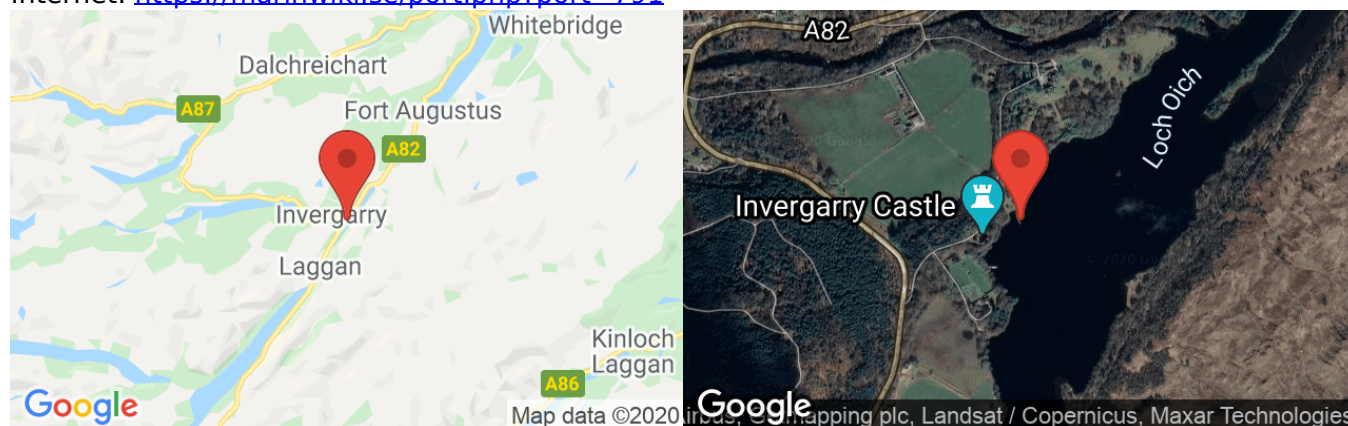 Whitebridge
Dalchreichart
A87
Fort Augustus
A82
Invergarry
Laggan
Kinloch
Laggan
A86
Google
Map data ©2020
A82
Loch Oich
Invergarry Castle
Google
mapping plc, Landsat / Copernicus, Maxar Technologies